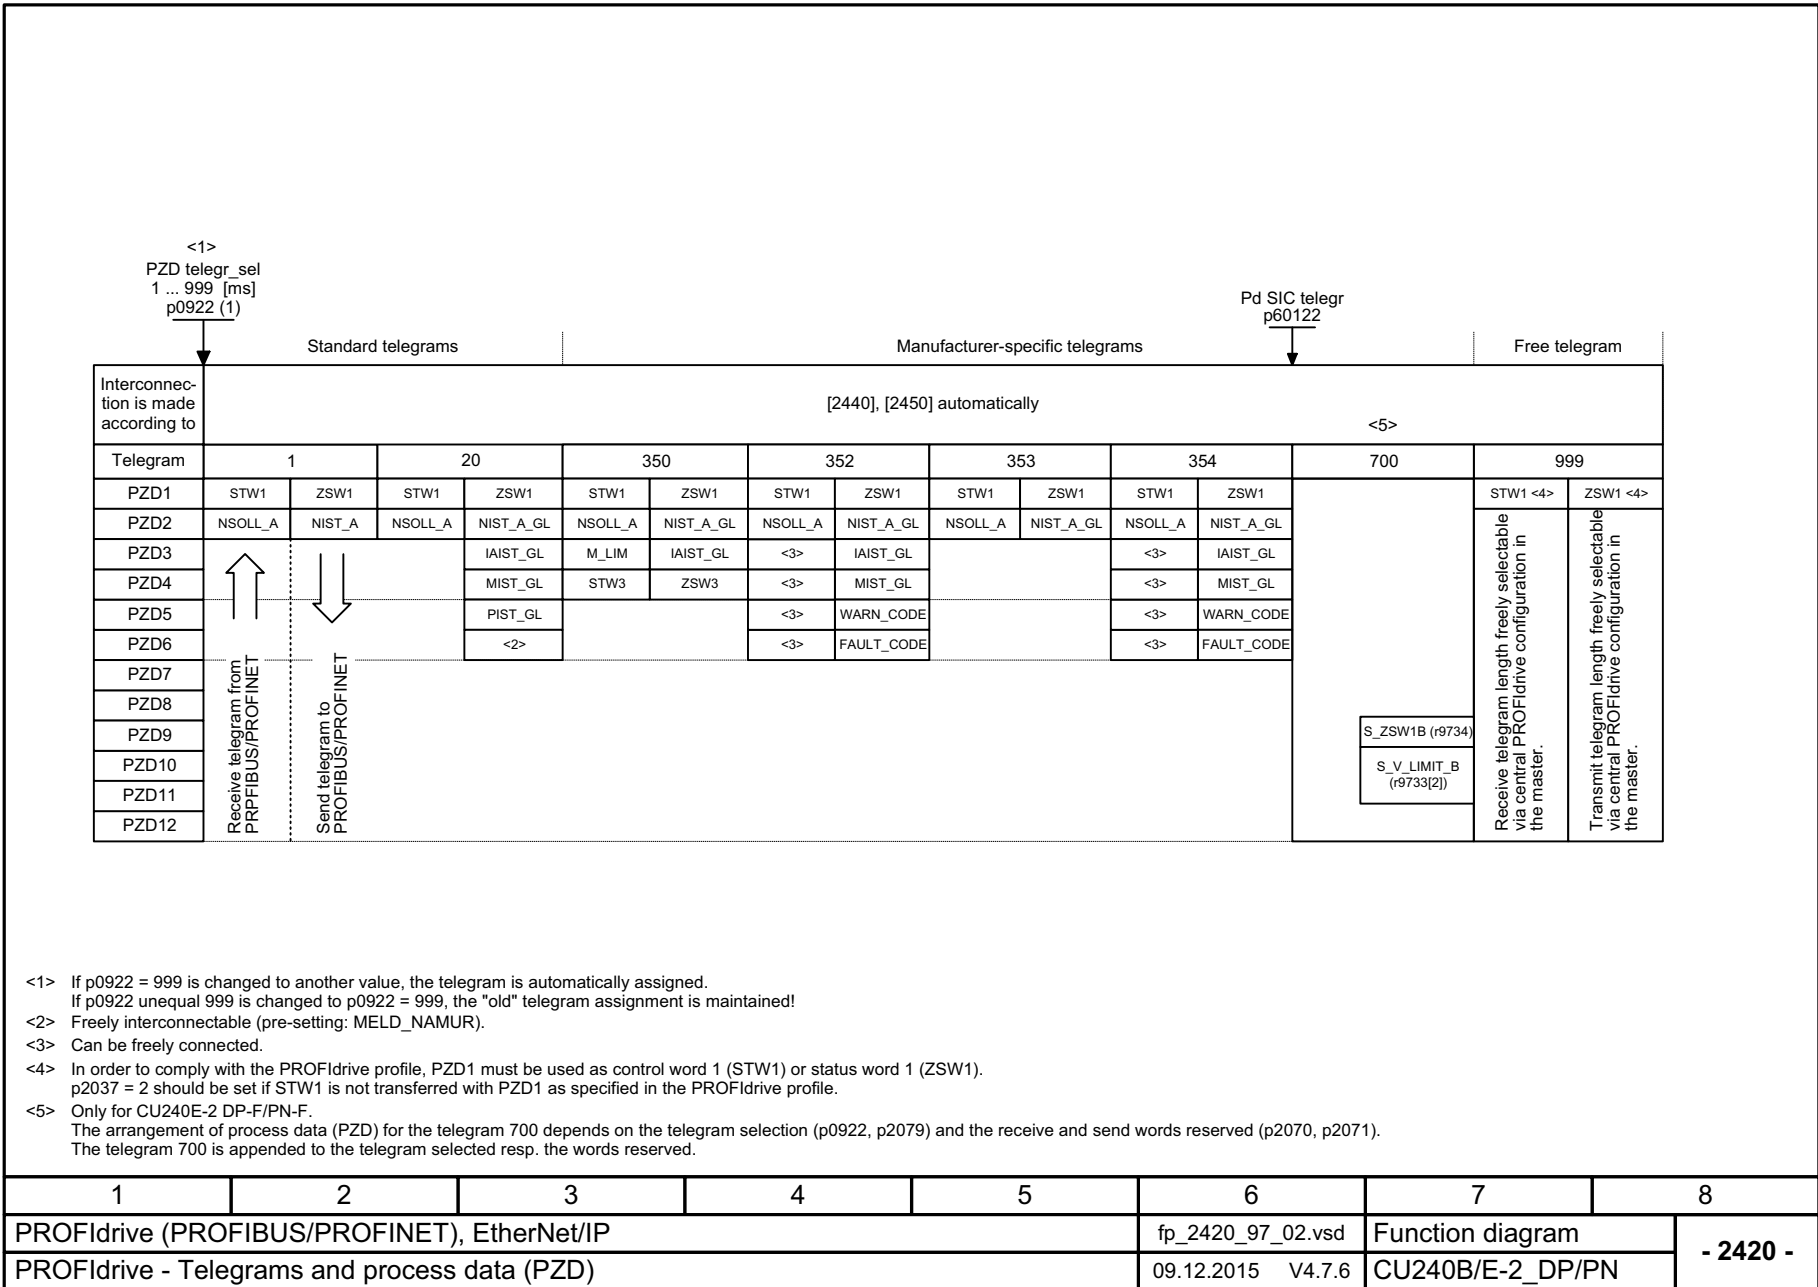 <1>
PZD telegr_sel
1 ... 999 [ms]
p0922 (1)
Pd SIC telegr
p60122
Standard telegrams
Manufacturer-specific telegrams
Free telegram
Interconnec-
tion is made
according to
[2440], [2450] automatically
<5>
Telegram 1 20 350 352 353 354 700 999
PZD1 STW1 ZSW1 STW1 ZSW1 STW1 ZSW1 STW1 ZSW1 STW1 ZSW1 STW1 ZSW1 STW1 <4> ZSW1 <4>
PZD2 NSOLL_A NIST_A NSOLL_A NIST_A_GL NSOLL_A NIST_A_GL NSOLL_A NIST_A_GL NSOLL_A NIST_A_GL NSOLL_A NIST_A_GL
PZD3 IAIST_GL M_LIM IAIST_GL <3> IAIST_GL <3> IAIST_GL
PZD4 MIST_GL STW3 ZSW3 <3> MIST_GL <3> MIST_GL
PZD5 PIST_GL <3> WARN_CODE <3> WARN_CODE
PZD6 <2> <3> FAULT_CODE <3> FAULT_CODE
PZD7
PZD8
PZD9 S_ZSW1B (r9734)
PZD10 S_V_LIMIT_B
(r9733[2])
PZD11
PZD12
Receive telegram from
PRPFIBUS/PROFINET
Send telegram to
PROFIBUS/PROFINET
Receive telegram length freely selectable
via central PROFIdrive configuration in
the master.
Transmit telegram length freely selectable
via central PROFIdrive configuration in
the master.
<1> If p0922 = 999 is changed to another value, the telegram is automatically assigned.
If p0922 unequal 999 is changed to p0922 = 999, the "old" telegram assignment is maintained!
<2> Freely interconnectable (pre-setting: MELD_NAMUR).
<3> Can be freely connected.
<4> In order to comply with the PROFIdrive profile, PZD1 must be used as control word 1 (STW1) or status word 1 (ZSW1).
p2037 = 2 should be set if STW1 is not transferred with PZD1 as specified in the PROFIdrive profile.
<5> Only for CU240E-2 DP-F/PN-F.
The arrangement of process data (PZD) for the telegram 700 depends on the telegram selection (p0922, p2079) and the receive and send words reserved (p2070, p2071).
The telegram 700 is appended to the telegram selected resp. the words reserved.
1 2 3 4 5 6 7 8
PROFIdrive (PROFIBUS/PROFINET), EtherNet/IP fp_2420_97_02.vsd Function diagram
- 2420 -
PROFIdrive - Telegrams and process data (PZD) 09.12.2015 V4.7.6 CU240B/E-2_DP/PN